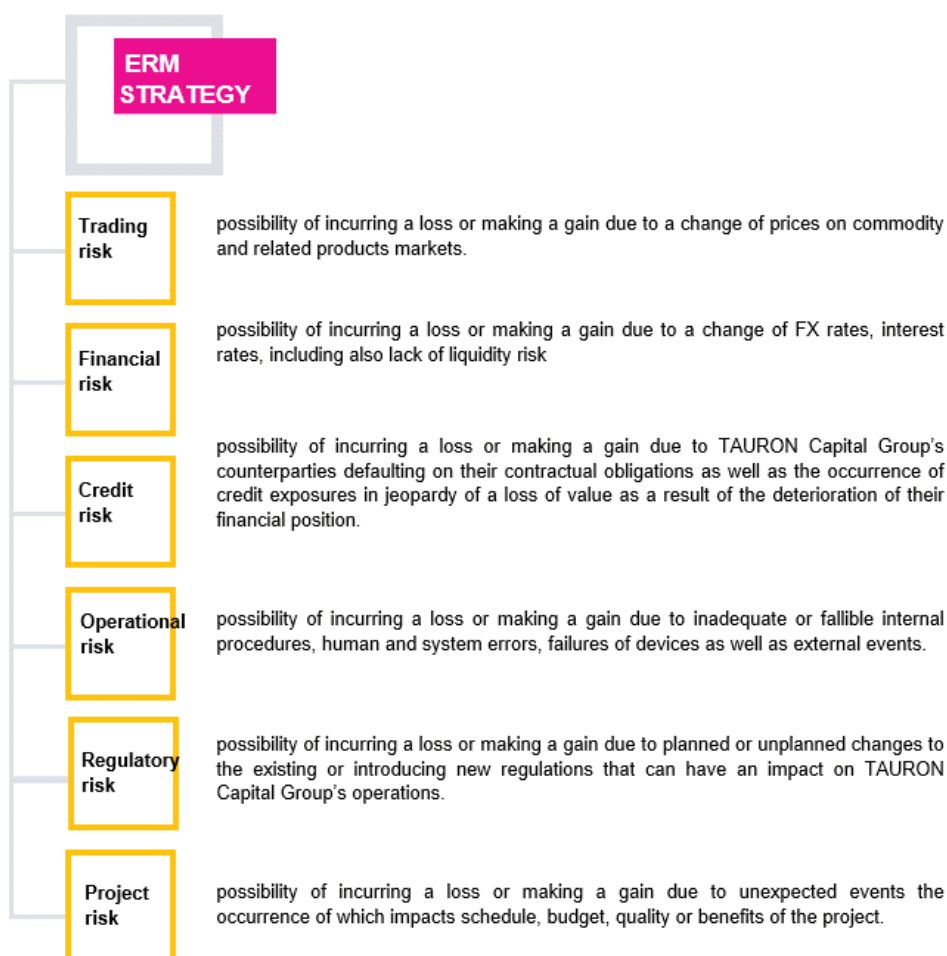 ERM
STRATEGY
Trading
risk
possibility of incurring a loss or making a gain due to a change of prices on commodity
and related products markets.
Financial
risk
possibility of incurring a loss or making a gain due to a change of FX rates, interest
rates, including also lack of liquidity risk
Credit
risk
possibility of incurring a loss or making a gain due to TAURON Capital Group's
counterparties defaulting on their contractual obligations as well as the occurrence of
credit exposures in jeopardy of a loss of value as a result of the deterioration of their
financial position.
Operational
risk
possibility of incurring a loss or making a gain due to inadequate or fallible internal
procedures, human and system errors, failures of devices as well as external events.
Regulatory
risk
possibility of incurring a loss or making a gain due to planned or unplanned changes to
the existing or introducing new regulations that can have an impact on TAURON
Capital Group's operations.
Project
risk
possibility of incurring a loss or making a gain due to unexpected events the
occurrence of which impacts schedule, budget, quality or benefits of the project.